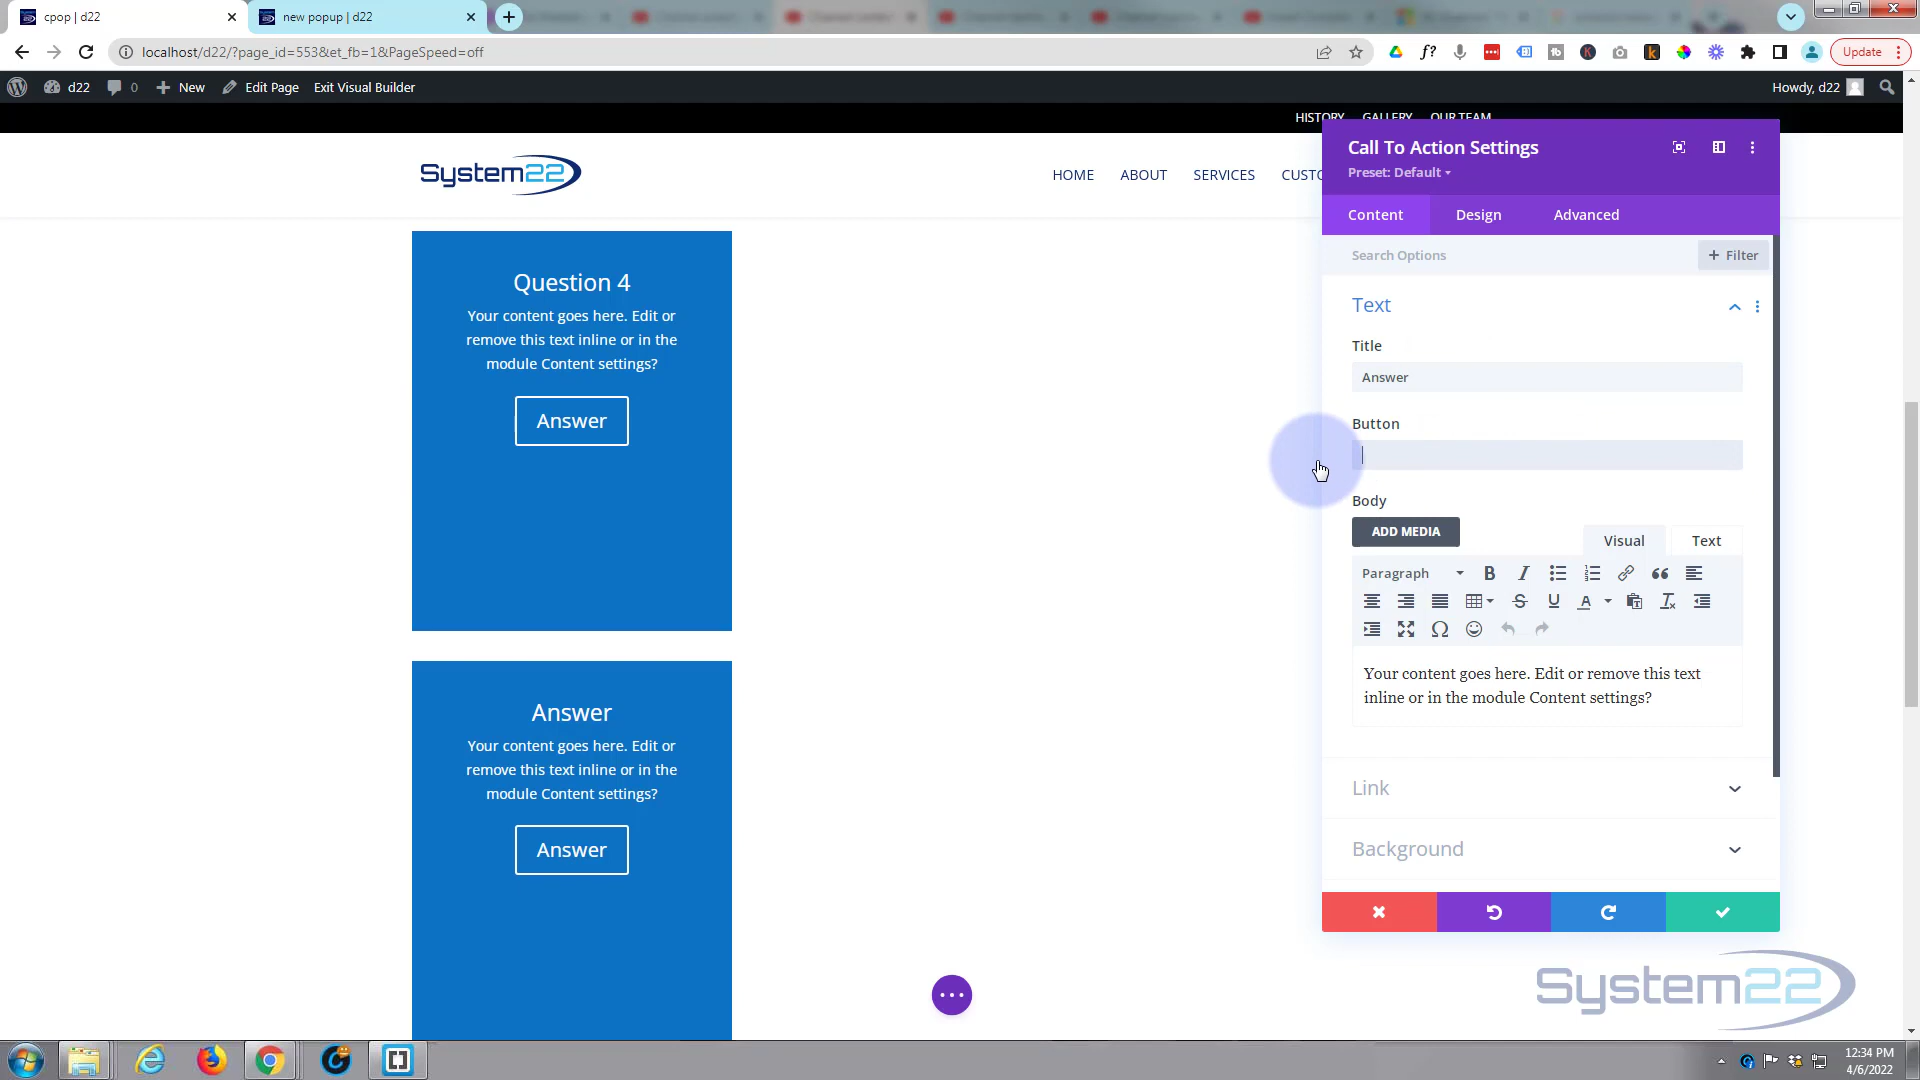 cpop | d22
new popup | d22
localhost/d22/?page_id=553&et_fb=1&PageSpeed=off
Update
d22
0
New
Edit Page
Exit Visual Builder
Howdy, d22
HISTORY
GALLERY
OUR TEAM
System22
HOME
ABOUT
SERVICES
CUSTO
Call To Action Settings
Preset: Default
Content
Design
Advanced
Search Options
+ Filter
Text
Title
Answer
Button
Body
ADD MEDIA
Visual
Text
Paragraph
Your content goes here. Edit or remove this text
inline or in the module Content settings?
Link
Background
Question 4
Your content goes here. Edit or
remove this text inline or in the
module Content settings?
Answer
Answer
Your content goes here. Edit or
remove this text inline or in the
module Content settings?
Answer
System22
12:34 PM
4/6/2022